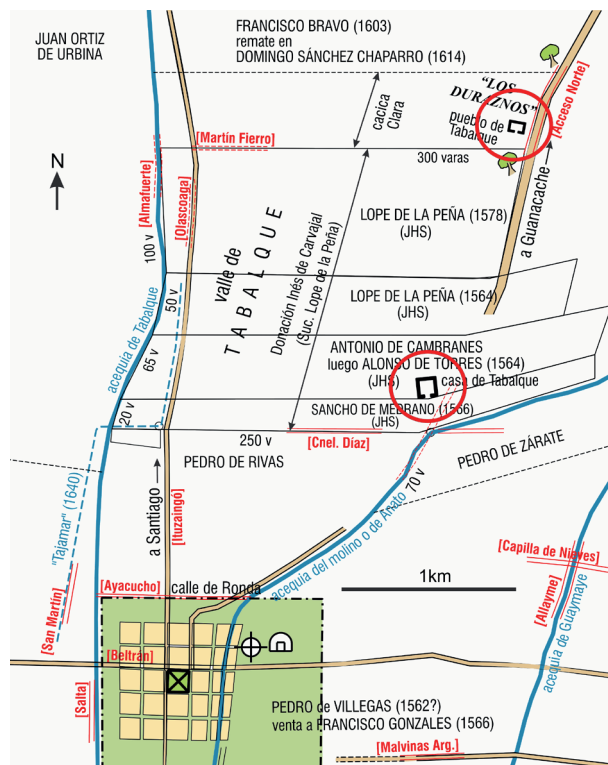 JUAN ORTIZ
DE URBINA
FRANCISCO BRAVO (1603)
remate en
DOMINGO SÁNCHEZ CHAPARRO (1614)
"LOS
DURAZNOS"
pueblo de
Tabalque
[Acceso Norte]
cacica
Clara
[Martín Fierro]
300 varas
N
[Almafuerte]
[Olascoaga]
a Guanacache
LOPE DE LA PEÑA (1578)
(JHS)
100 v
valle de
TABALQUE
Donación Inés de Carvajal
(Suc. Lope de la Peña)
50 v
LOPE DE LA PEÑA (1564)
(JHS)
acequia de Tabalque
65 v
ANTONIO DE CAMBRANES
luego ALONSO DE TORRES (1564)
(JHS)
casa de Tabalque
20 v
SANCHO DE MEDRANO (1566)
(JHS)
250 v
[Cnel. Díaz]
PEDRO DE RIVAS
PEDRO DE ZÁRATE
70 v
"Tajamar" (1640)
a Santiago
[Ituzaingó]
acequia del molino o de Anato
[Capilla de Nieves]
[San Martín]
[Ayacucho]
calle de Ronda
1km
[Allayme]
acequia de Guaymaye
[Beltrán]
[Salta]
PEDRO de VILLEGAS (1562?)
venta a FRANCISCO GONZALES (1566)
[Malvinas Arg.]